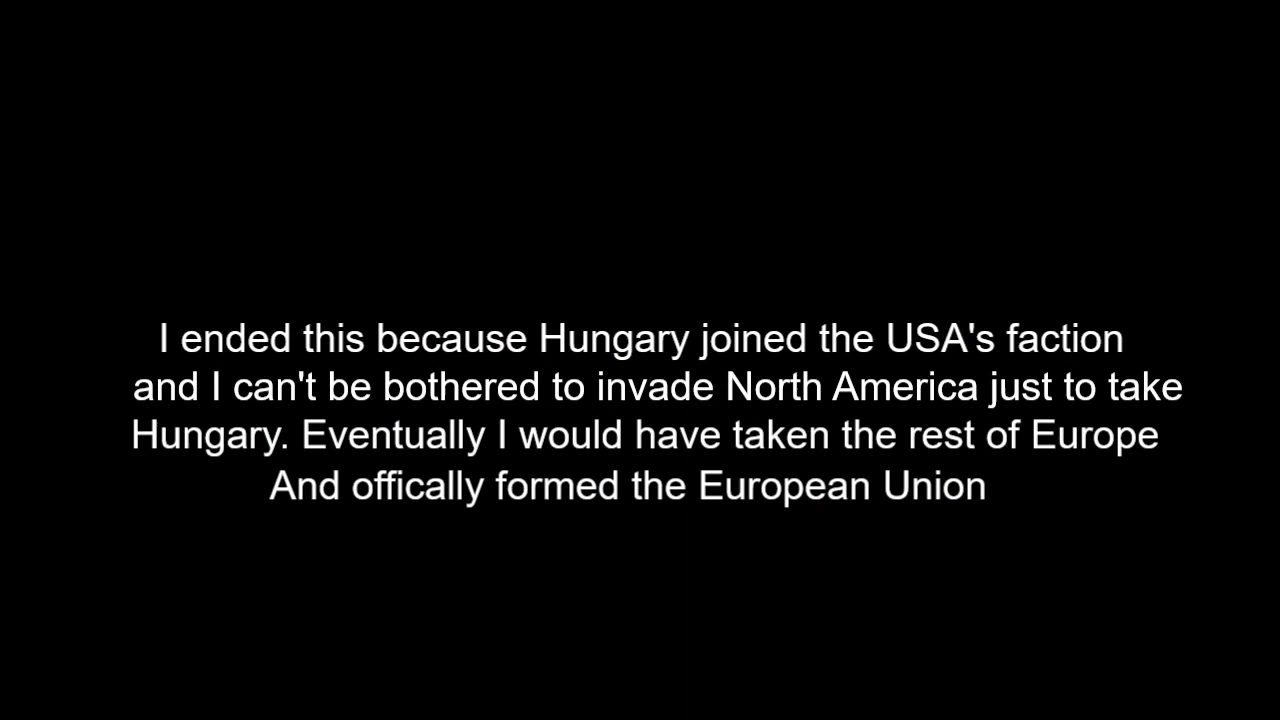 I ended this because Hungary joined the USA's faction
and I can't be bothered to invade North America just to take
Hungary. Eventually I would have taken the rest of Europe
And offically formed the European Union